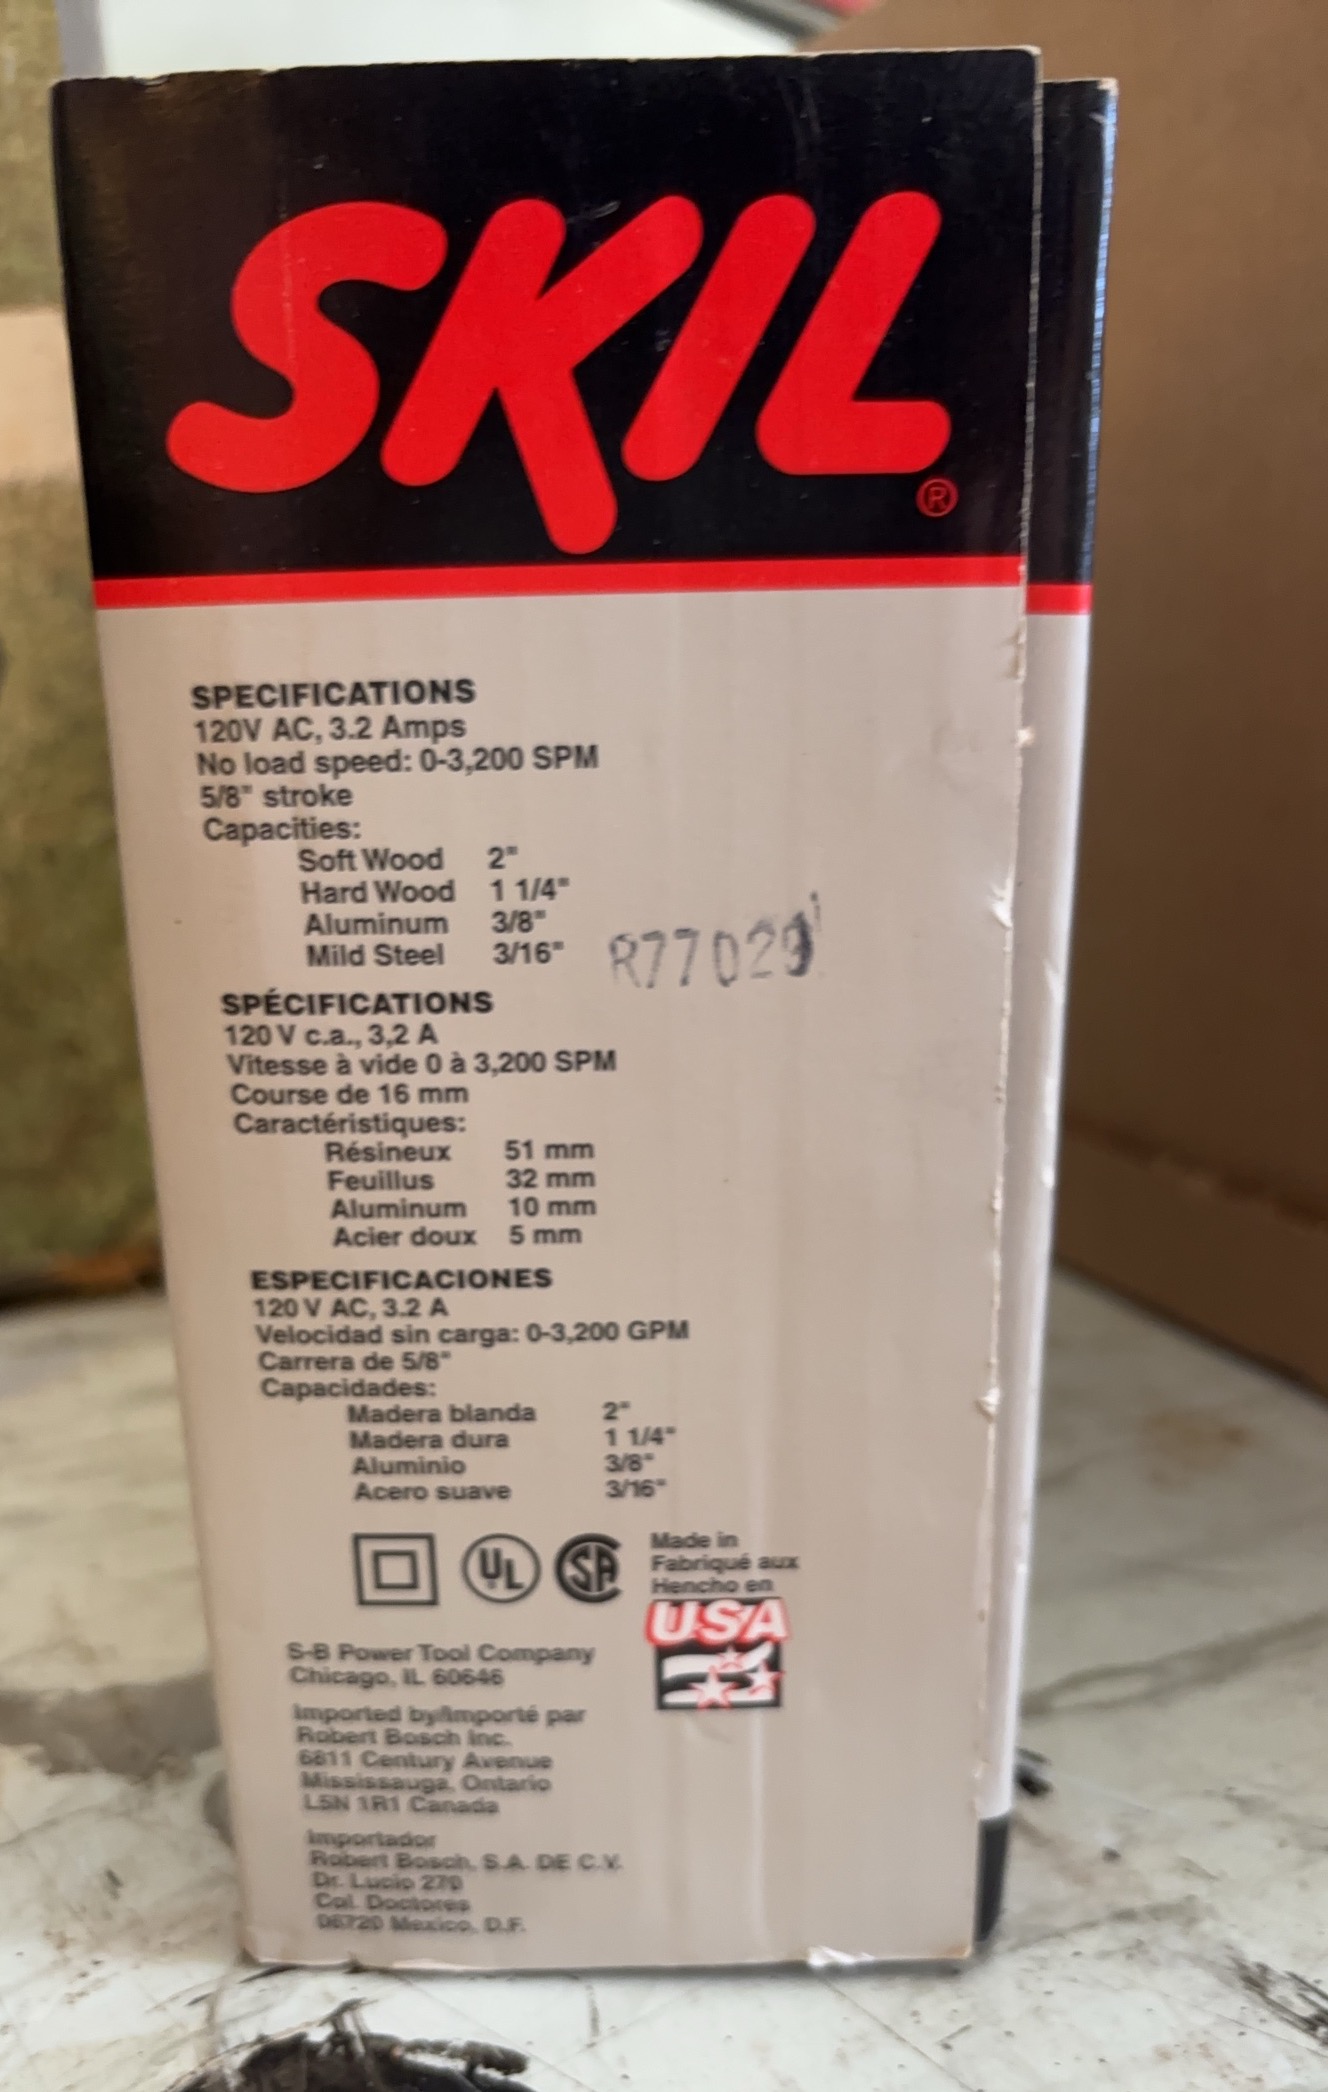 SKIL
®
SPECIFICATIONS
120V AC, 3.2 Amps
No load speed: 0-3,200 SPM
5/8" stroke
Capacities:
Soft Wood 2"
Hard Wood 1 1/4"
Aluminum 3/8"
Mild Steel 3/16"
R77029
SPÉCIFICATIONS
120 V c.a., 3,2 A
Vitesse à vide 0 à 3,200 SPM
Course de 16 mm
Caractéristiques:
Résineux 51 mm
Feuillus 32 mm
Aluminum 10 mm
Acier doux 5 mm
ESPECIFICACIONES
120 V AC, 3.2 A
Velocidad sin carga: 0-3,200 GPM
Carrera de 5/8"
Capacidades:
Madera blanda 2"
Madera dura 1 1/4"
Aluminio 3/8"
Acero suave 3/16"
UL
SA
Made in
Fabriqué aux
Hencho en
USA
S-B Power Tool Company
Chicago, IL 60646
Imported by/Importé par
Robert Bosch Inc.
6811 Century Avenue
Mississauga, Ontario
L5N 1R1 Canada
Importador
Robert Bosch, S.A. DE C.V.
Dr. Lucio 270
Col. Doctores
06720 Mexico, D.F.